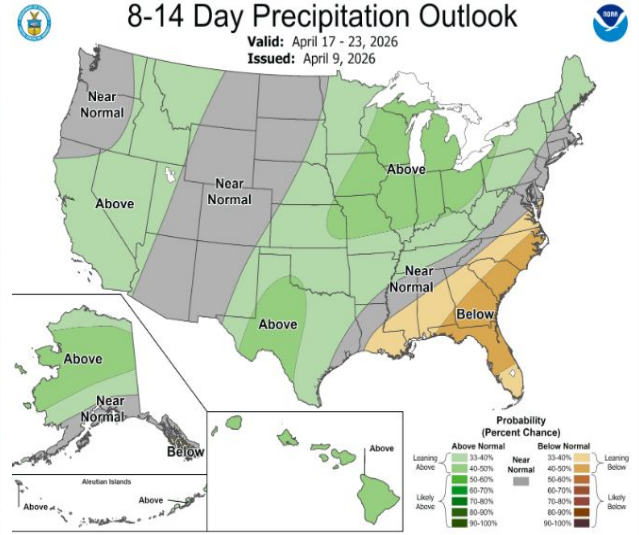 8-14 Day Precipitation Outlook
Valid: April 17 - 23, 2026
Issued: April 9, 2026
NOAA
Near
Normal
Above
Near
Normal
Above
Above
Near
Normal
Below
Above
Near
Normal
Below
Aleutian Islands
Above
Above
Above
Probability
(Percent Chance)
Above Normal
Below Normal
Leaning
Above
33-40%
40-50%
Likely
Above
50-60%
60-70%
70-80%
80-90%
90-100%
Near
Normal
33-40%
40-50%
Leaning
Below
50-60%
60-70%
70-80%
80-90%
90-100%
Likely
Below